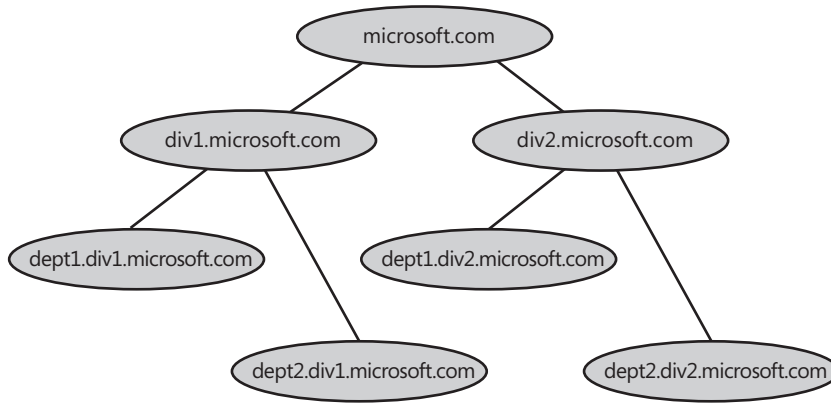 microsoft.com
div1.microsoft.com
div2.microsoft.com
dept1.div1.microsoft.com
dept1.div2.microsoft.com
dept2.div1.microsoft.com
dept2.div2.microsoft.com